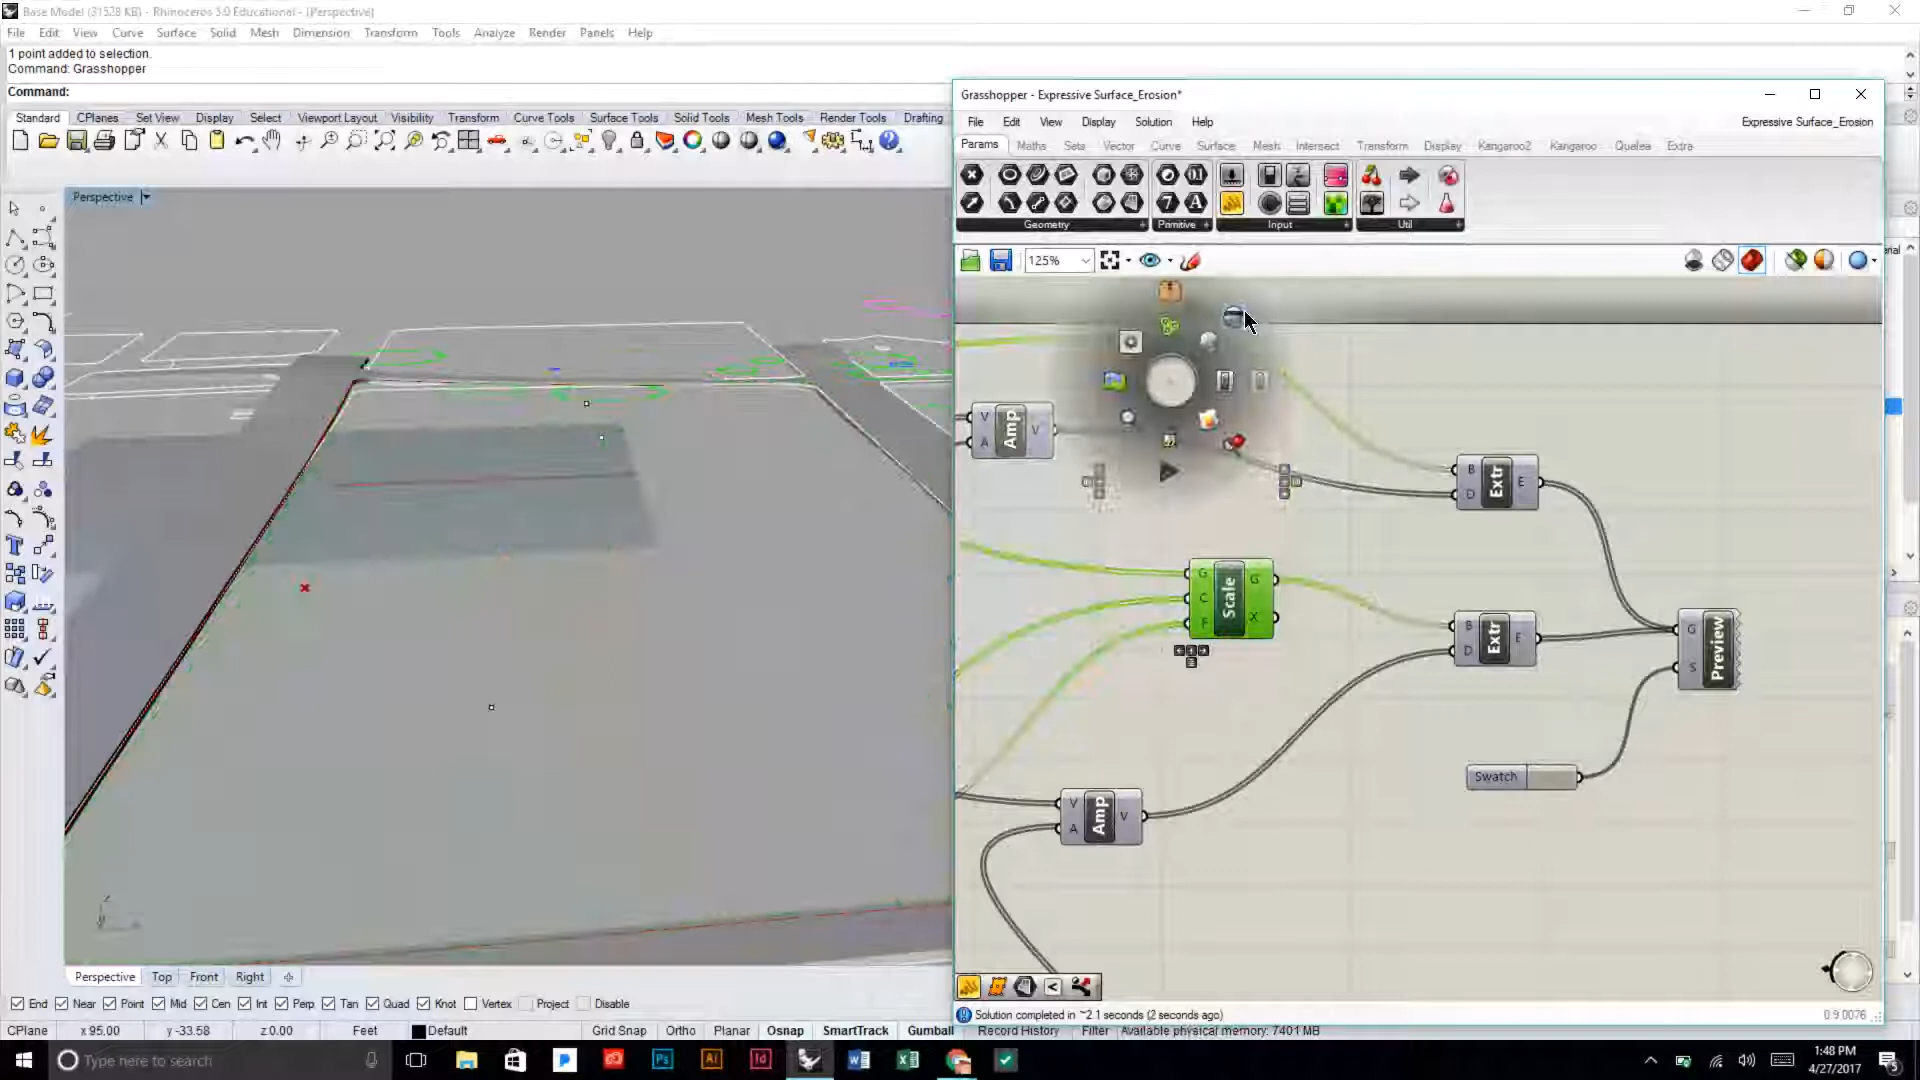 Base Model (31528 KB) - Rhinoceros 5.0 Educational - [Perspective]
File Edit View Curve Surface Solid Mesh Dimension Transform Tools Analyze Render Panels Help
1 point added to selection.
Command: Grasshopper
Command:
Standard CPlanes Set View Display Select Viewport Layout Visibility Transform Curve Tools Surface Tools Solid Tools Mesh Tools Render Tools Drafting
Perspective
Grasshopper - Expressive Surface_Erosion*
File Edit View Display Solution Help Expressive Surface_Erosion
Params Maths Sets Vector Curve Surface Mesh Intersect Transform Display Kangaroo2 Kangaroo Quelea Extra
Geometry Primitive Input Util
125%
V A Amp V
B D Extr E
G C F Scale G X
B D Extr E
G S Preview
Swatch
V A Amp V
Solution completed in ~2.1 seconds (2 seconds ago) 0.9.0076
Perspective Top Front Right
End Near Point Mid Cen Int Perp Tan Quad Knot Vertex Project Disable
CPlane x 95.00 y -33.58 z 0.00 Feet Default Grid Snap Ortho Planar Osnap SmartTrack Gumball Record History Filter Available physical memory: 7401 MB
Type here to search
1:48 PM
4/27/2017